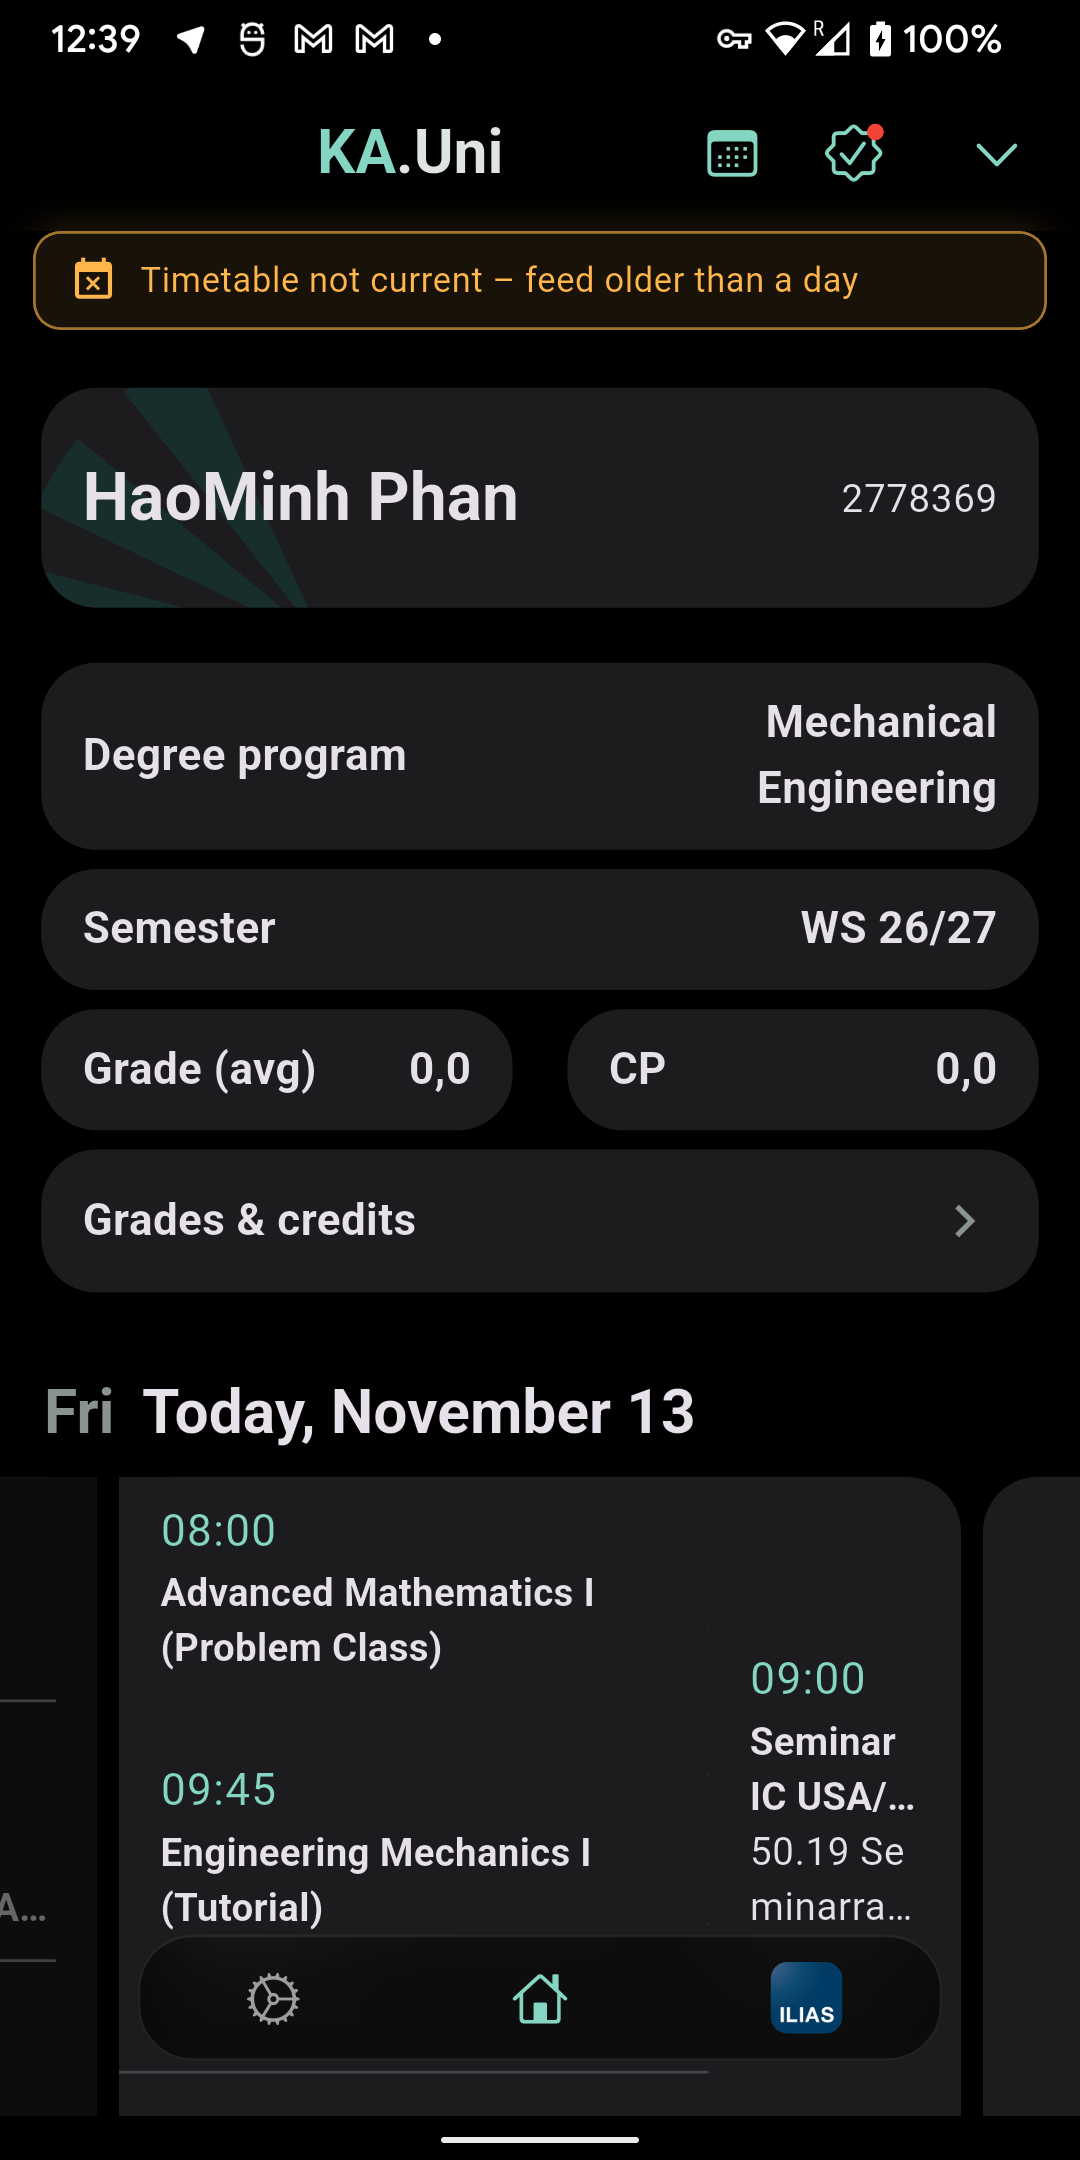 12:39
R
100%
KA.Uni
Timetable not current – feed older than a day
HaoMinh Phan
2778369
Degree program
Mechanical
Engineering
Semester
WS 26/27
Grade (avg)
0,0
CP
0,0
Grades & credits
Fri
Today, November 13
08:00
Advanced Mathematics I
(Problem Class)
09:00
Seminar
IC USA/...
50.19 Se
minarra...
09:45
Engineering Mechanics I
(Tutorial)
A...
ILIAS